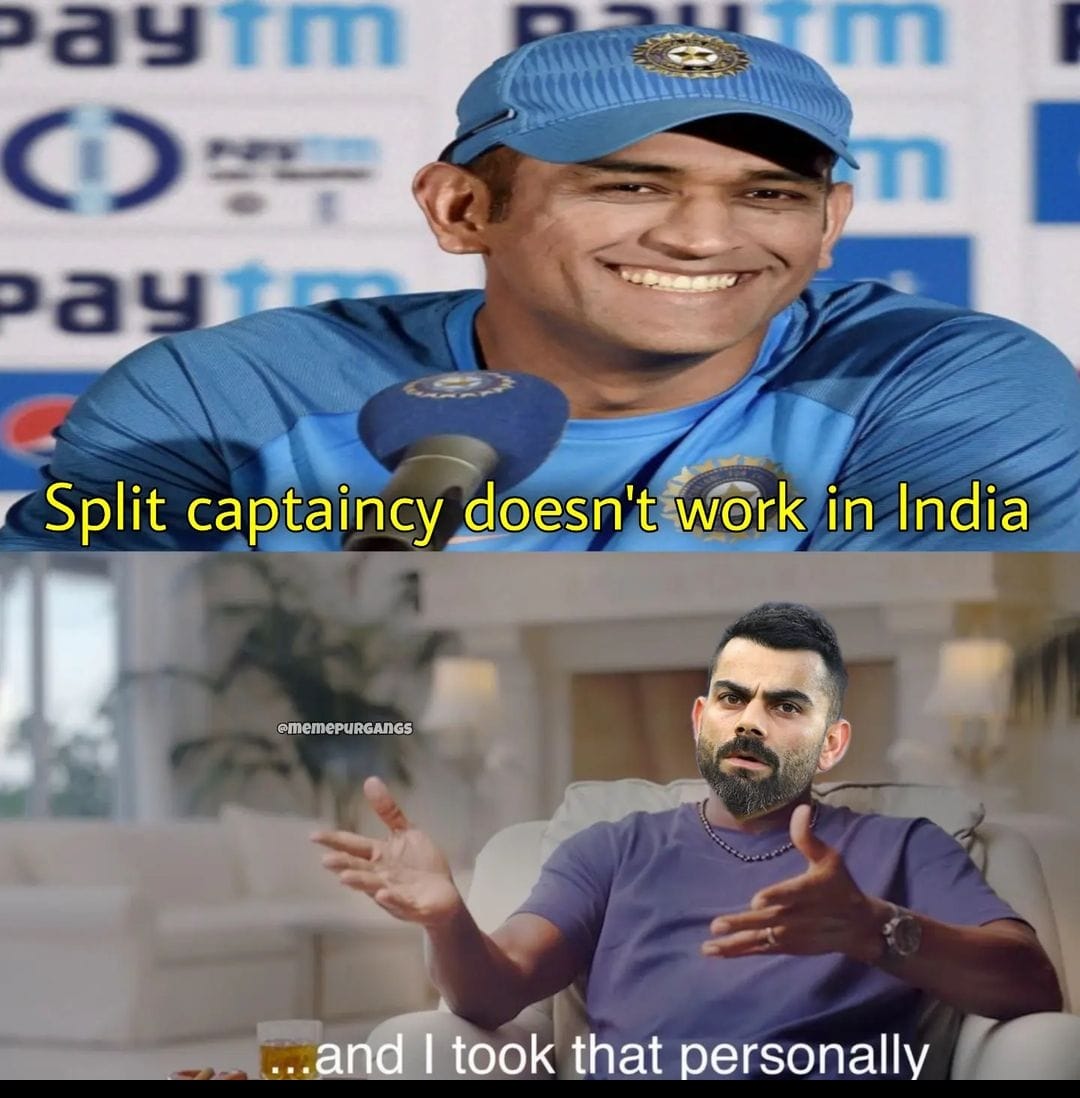 paytm paytm
paytm
Split captaincy doesn't work in India
@memepurgangs
...and I took that personally